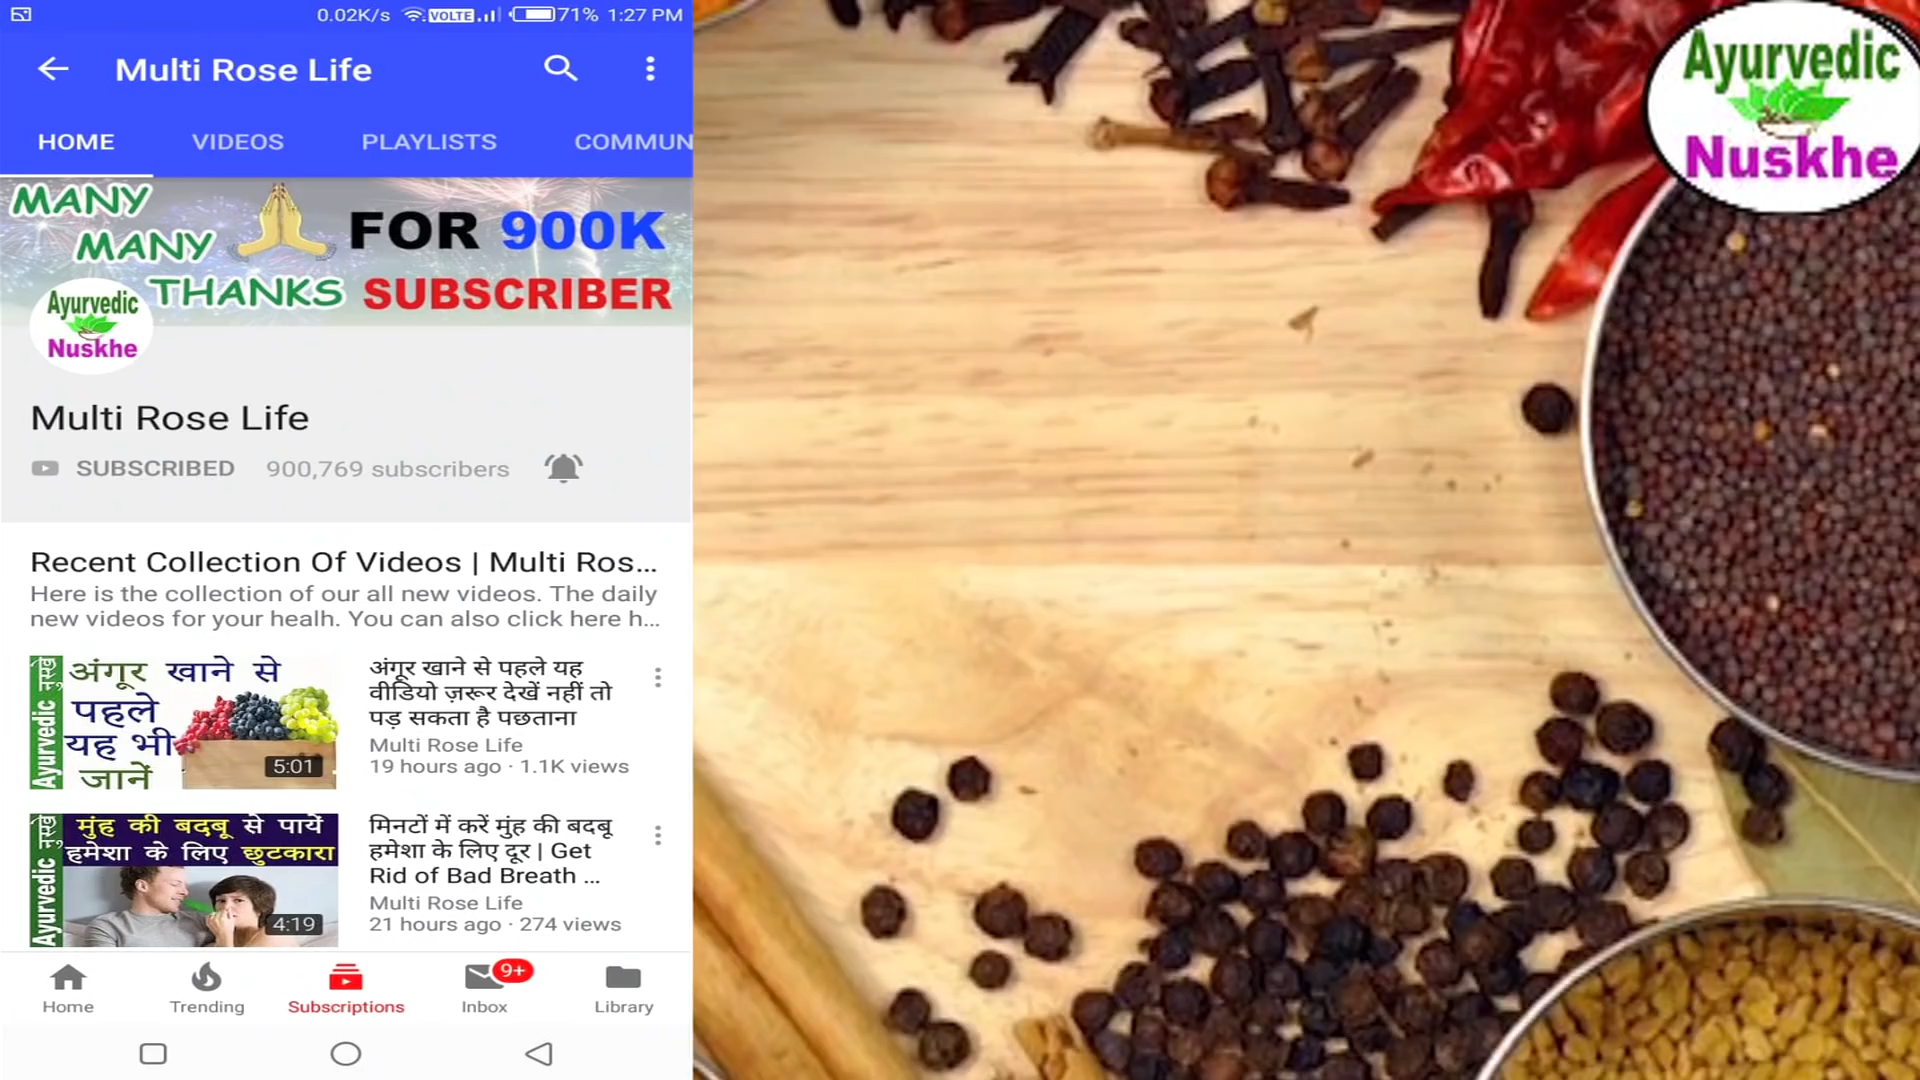 0.02K/s VOLTE 71% 1:27 PM
Multi Rose Life
HOME VIDEOS PLAYLISTS COMMUN
MANY
MANY
THANKS
FOR 900K
SUBSCRIBER
Ayurvedic
Nuskhe
Multi Rose Life
SUBSCRIBED 900,769 subscribers
Recent Collection Of Videos | Multi Ros...
Here is the collection of our all new videos. The daily
new videos for your healh. You can also click here h...
Ayurvedic नुस्खे
अंगूर खाने से
पहले
यह भी
जानें
5:01
अंगूर खाने से पहले यह
वीडियो ज़रूर देखें नहीं तो
पड़ सकता है पछताना
Multi Rose Life
19 hours ago · 1.1K views
Ayurvedic नुस्खे
मुंह की बदबू से पायें
हमेशा के लिए छुटकारा
4:19
मिनटों में करें मुंह की बदबू
हमेशा के लिए दूर | Get
Rid of Bad Breath ...
Multi Rose Life
21 hours ago · 274 views
9+
Home Trending Subscriptions Inbox Library
Ayurvedic
Nuskhe